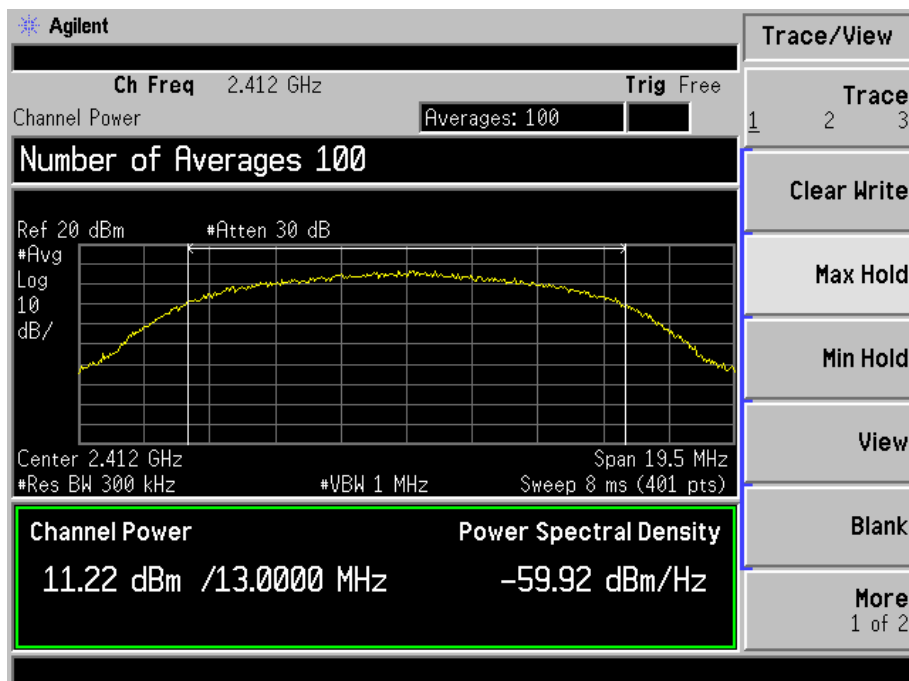 Agilent
Ch Freq 2.412 GHz Trig Free
Channel Power Averages: 100
Number of Averages 100
Ref 20 dBm #Atten 30 dB
#Avg
Log
10
dB/
Center 2.412 GHz Span 19.5 MHz
#Res BW 300 kHz #VBW 1 MHz Sweep 8 ms (401 pts)
Channel Power Power Spectral Density
11.22 dBm /13.0000 MHz -59.92 dBm/Hz
Trace/View
Trace
1 2 3
Clear Write
Max Hold
Min Hold
View
Blank
More
1 of 2